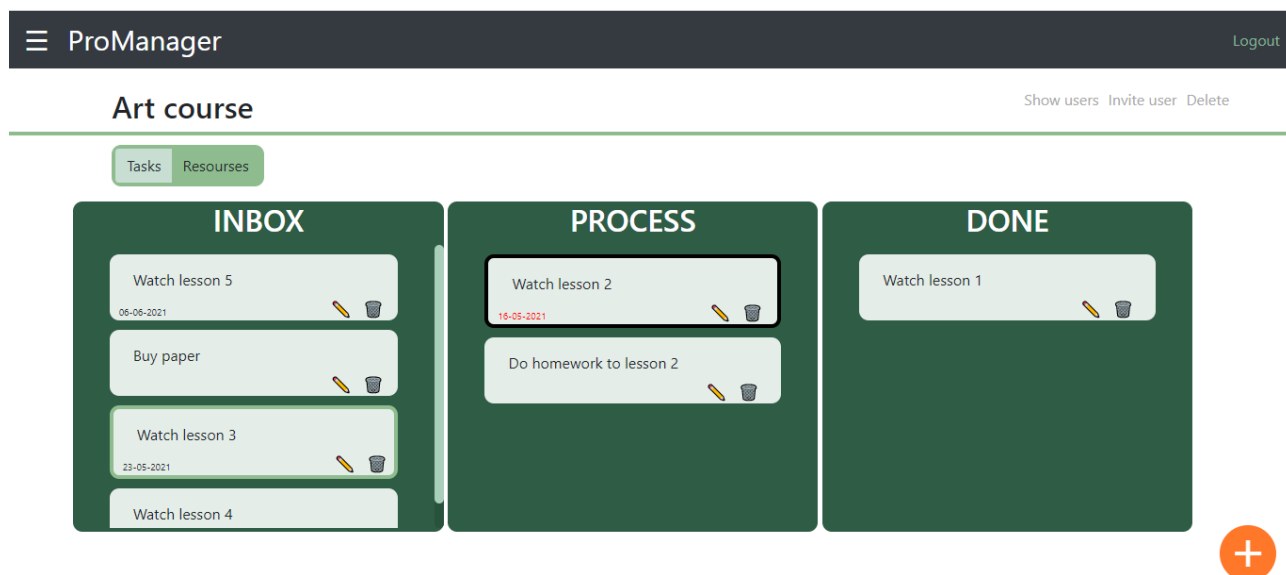 ☰ ProManager
Logout
Art course
Show users Invite user Delete
Tasks Resourses
INBOX
Watch lesson 5
06-06-2021
Buy paper
Watch lesson 3
23-05-2021
Watch lesson 4
PROCESS
Watch lesson 2
16-05-2021
Do homework to lesson 2
DONE
Watch lesson 1
+